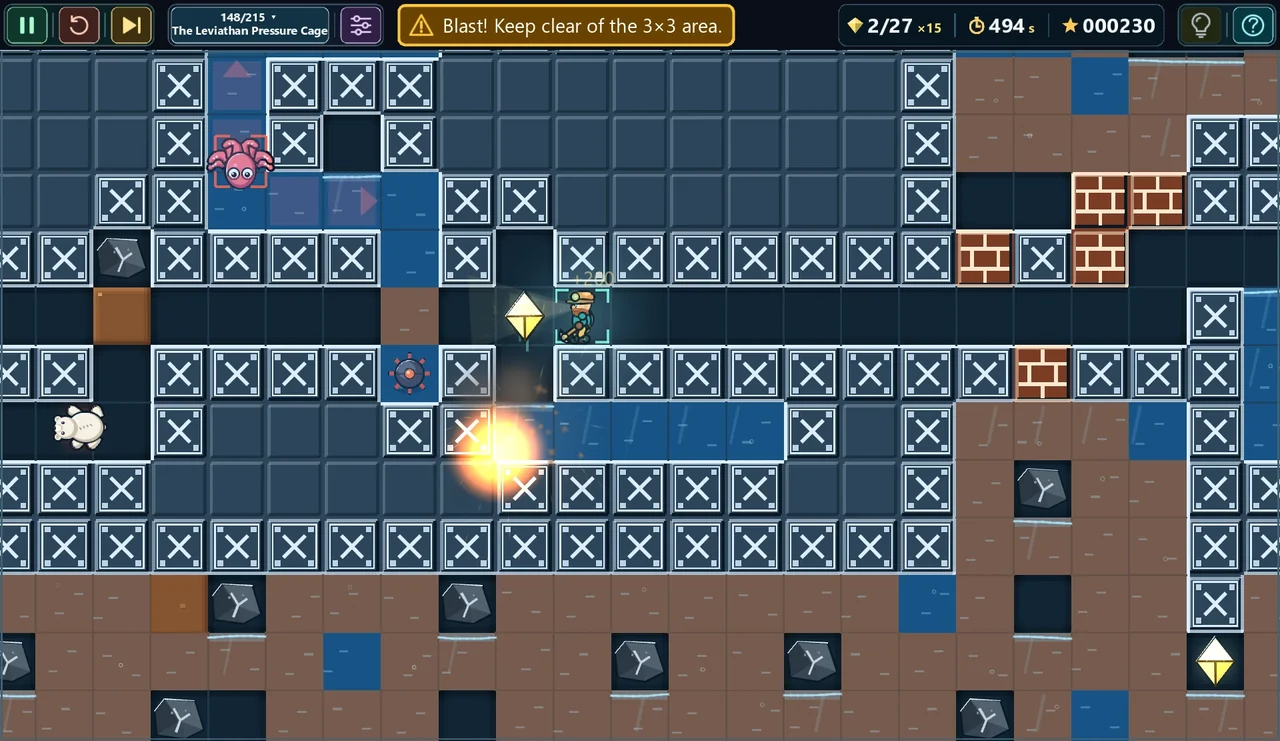 148/215 ▾
The Leviathan Pressure Cage
Blast! Keep clear of the 3×3 area.
2/27 ×15
494 s
000230
+200